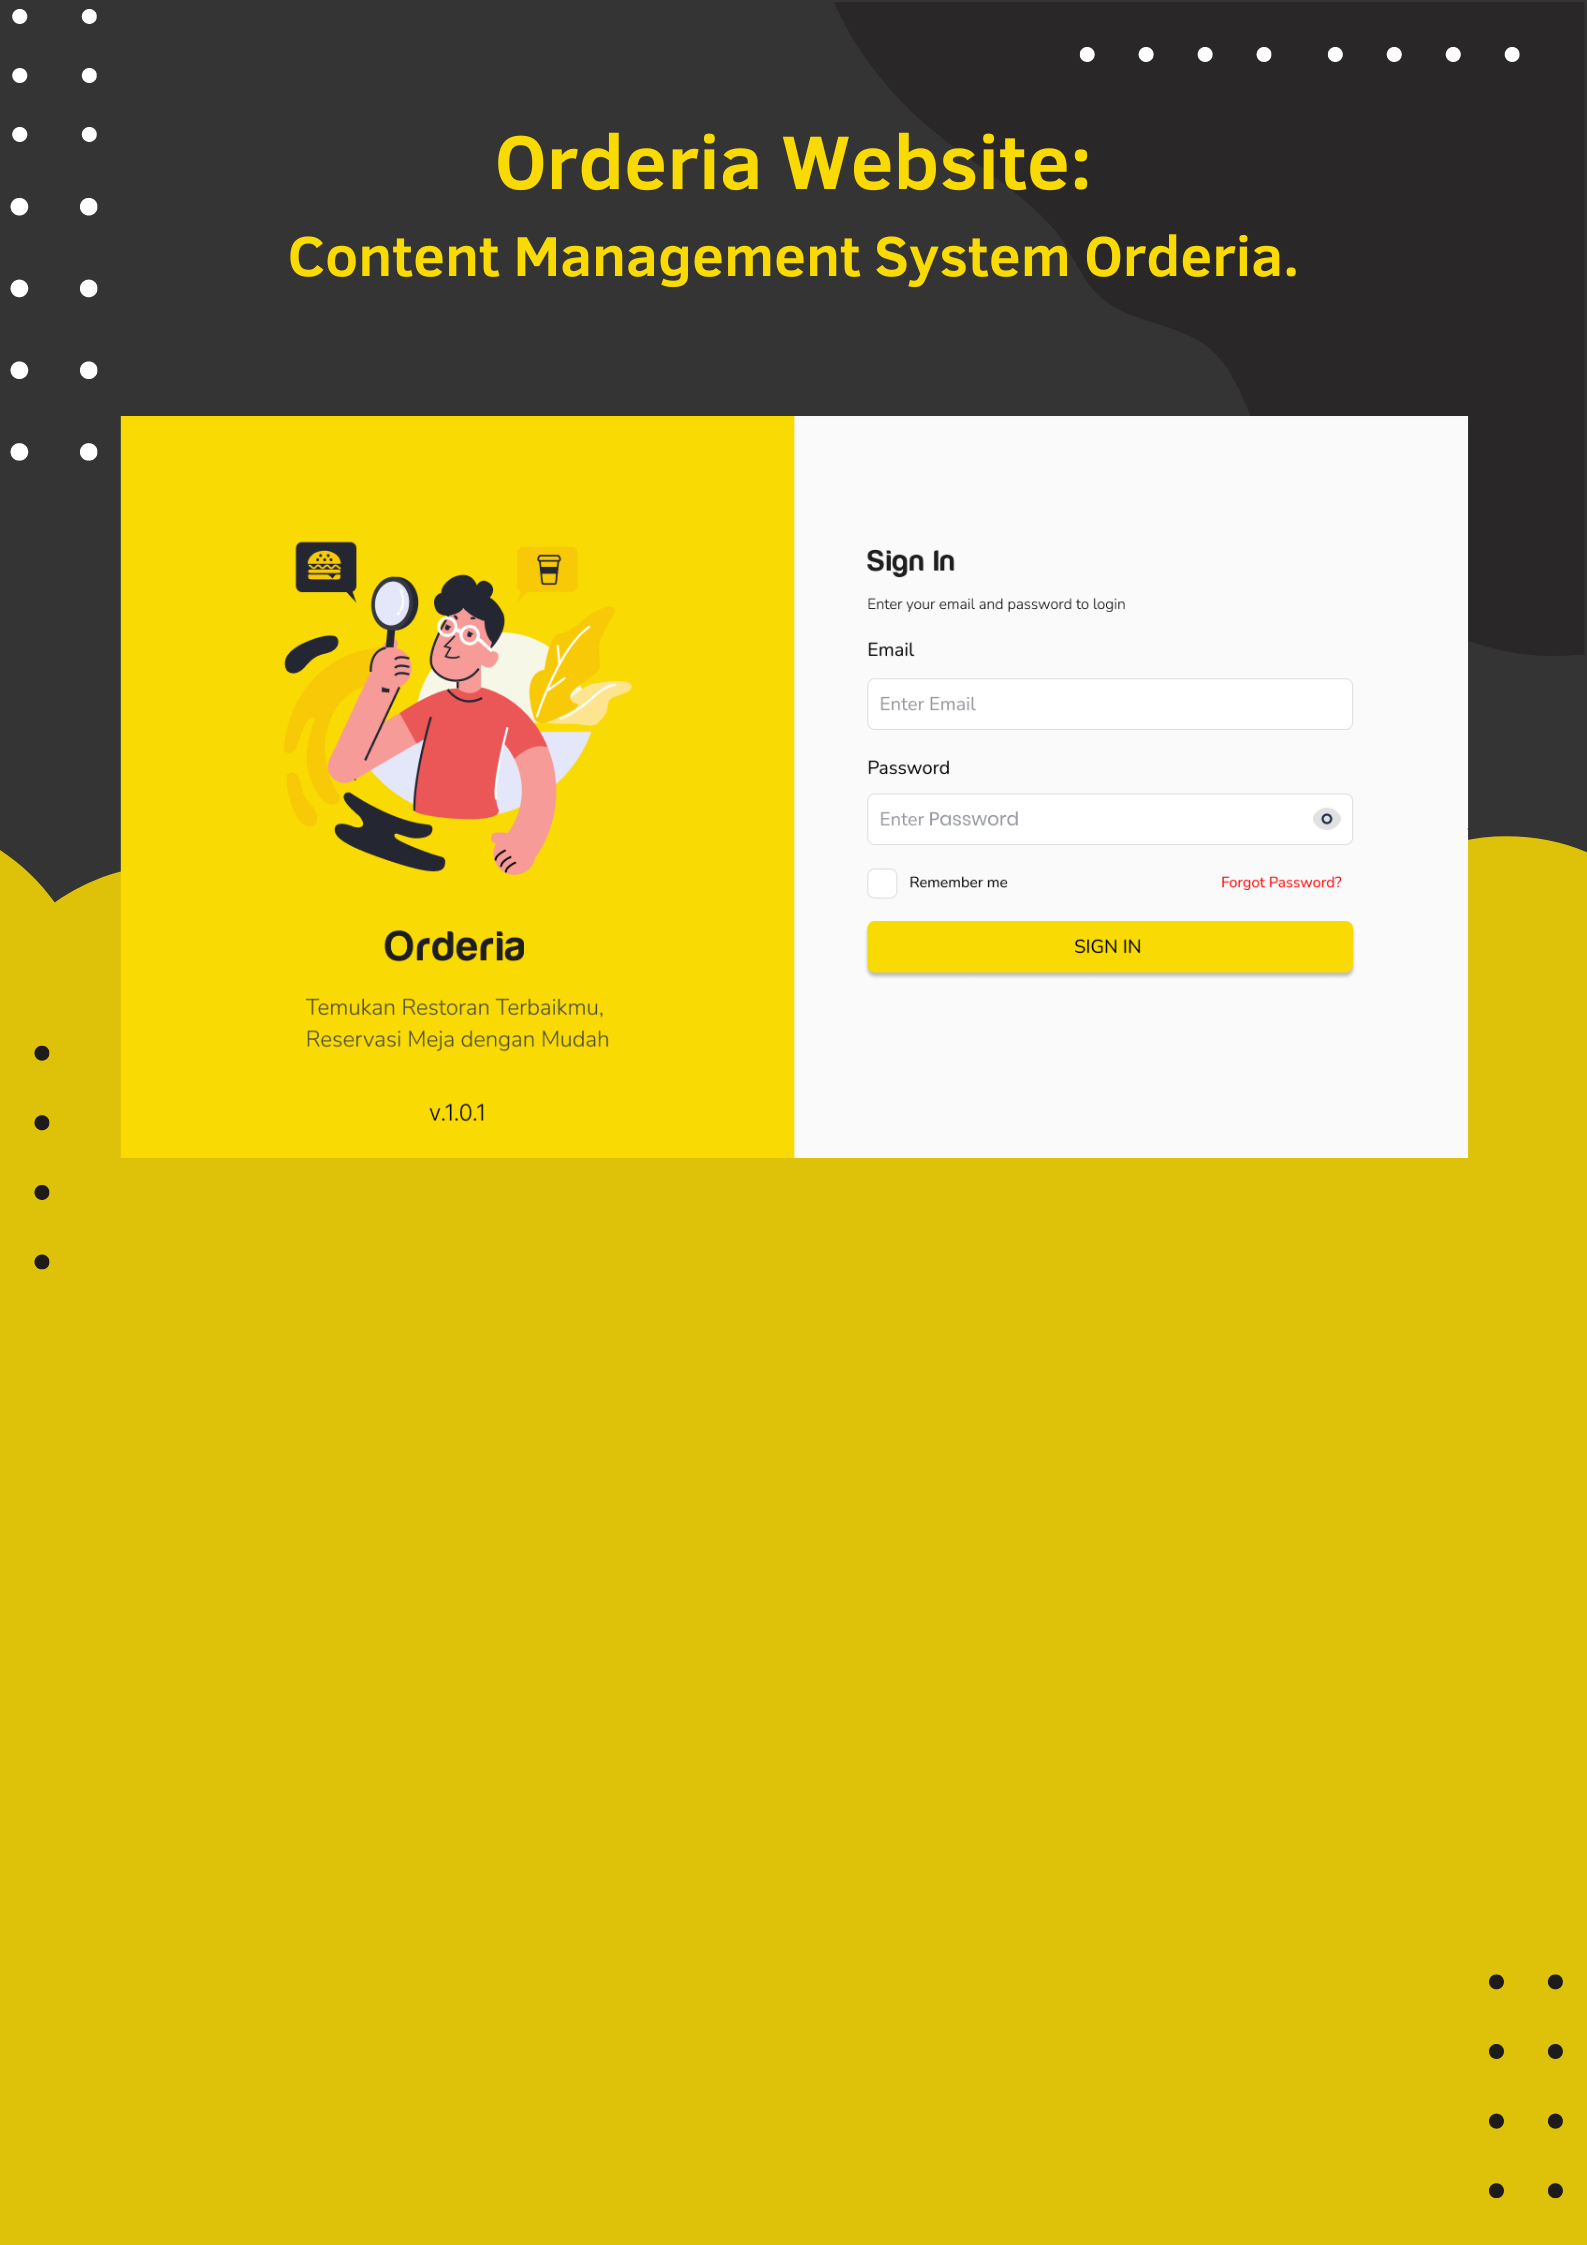 Orderia Website:
Content Management System Orderia.
Orderia
Temukan Restoran Terbaikmu,
Reservasi Meja dengan Mudah
v.1.0.1
Sign In
Enter your email and password to login
Email
Enter Email
Password
Enter Password
Remember me
Forgot Password?
SIGN IN